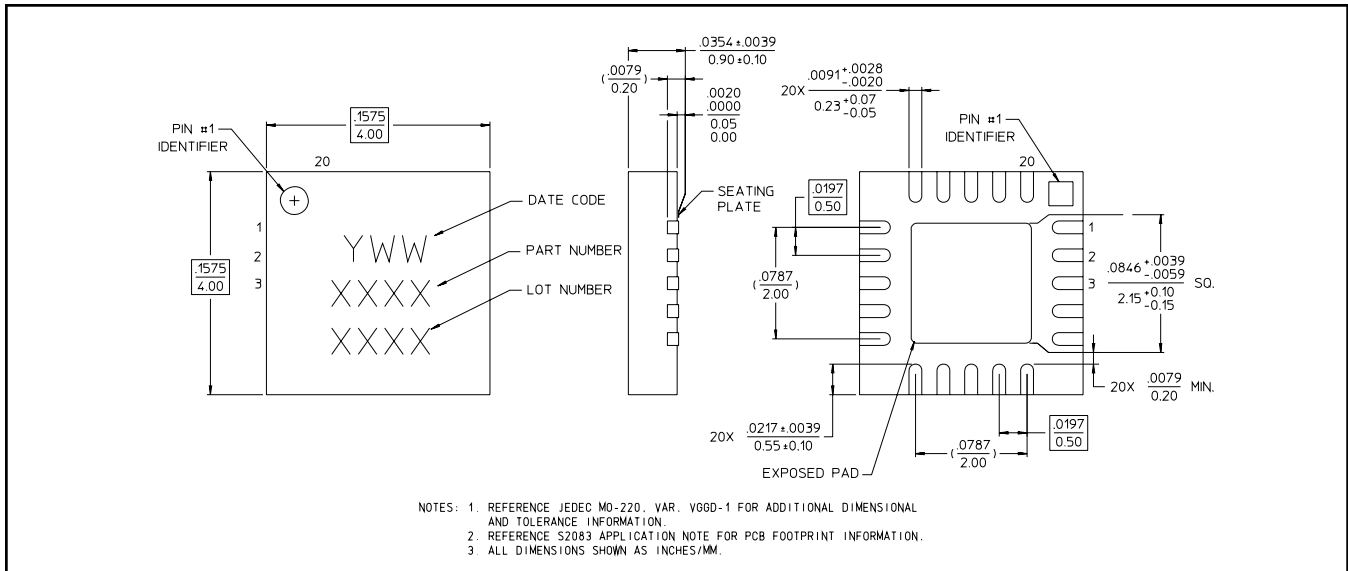 .0354 ±.0039
0.90 ±0.10
(.0079)
0.20
.0020
.0000
0.05
0.00
.1575
4.00
PIN #1
IDENTIFIER
20
.1575
4.00
1
2
3
YWW
XXXX
XXXX
DATE CODE
PART NUMBER
LOT NUMBER
SEATING
PLATE
20X .0091 +.0028 -.0020
0.23 +0.07 -0.05
PIN #1
IDENTIFIER
20
.0197
0.50
(.0787)
2.00
1
2
3
.0846 +.0039 -.0059 SQ.
2.15 +0.10 -0.15
20X .0079 MIN.
0.20
20X .0217 ±.0039
0.55 ±0.10
(.0787)
2.00
.0197
0.50
EXPOSED PAD
NOTES: 1. REFERENCE JEDEC MO-220, VAR. VGGD-1 FOR ADDITIONAL DIMENSIONAL
AND TOLERANCE INFORMATION.
2. REFERENCE S2083 APPLICATION NOTE FOR PCB FOOTPRINT INFORMATION.
3. ALL DIMENSIONS SHOWN AS INCHES/MM.